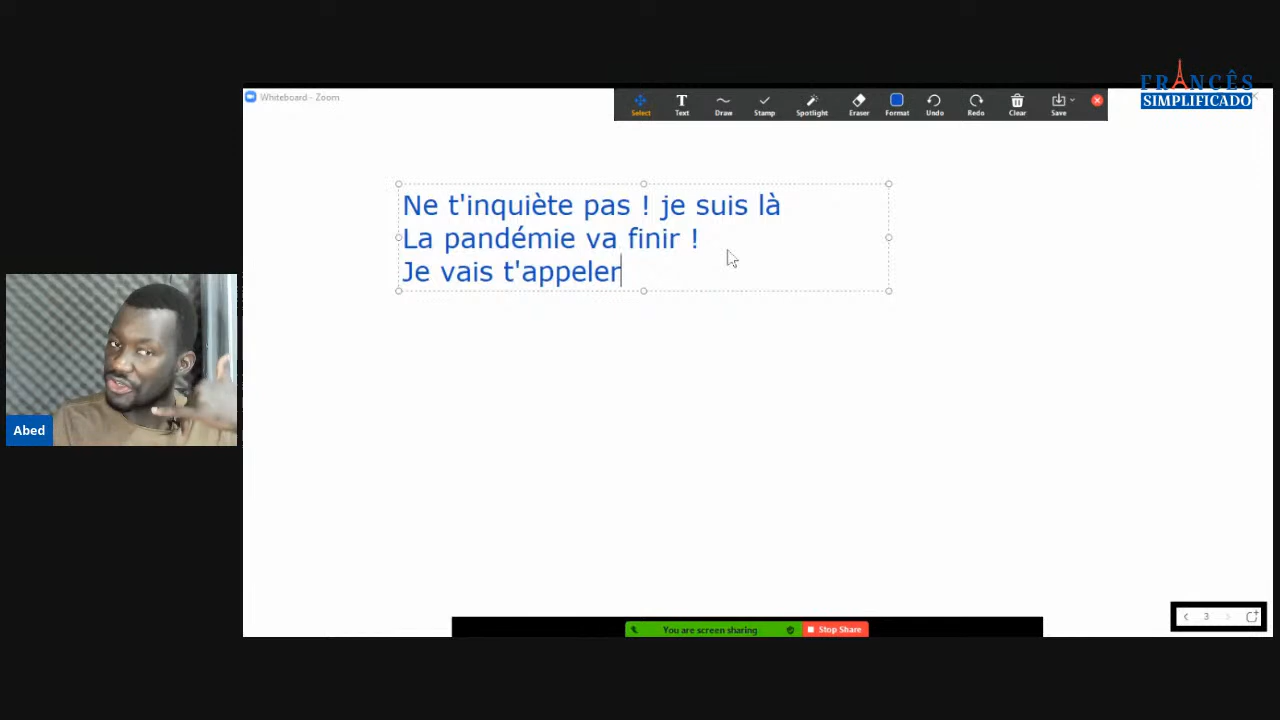 FRANCÊS
SIMPLIFICADO
Whiteboard - Zoom
Select
Text
Draw
Stamp
Spotlight
Eraser
Format
Undo
Redo
Clear
Save
Ne t'inquiète pas ! je suis là
La pandémie va finir !
Je vais t'appeler
Abed
3
You are screen sharing
Stop Share